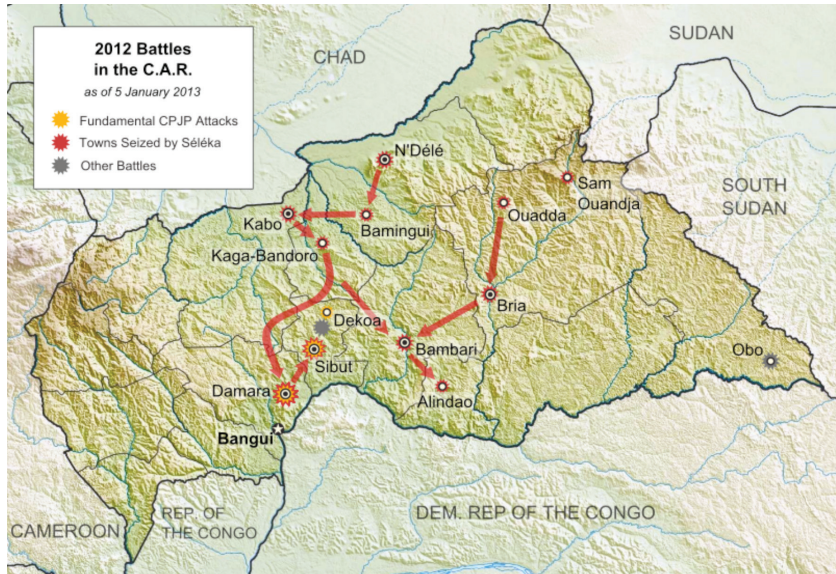 2012 Battles
in the C.A.R.
as of 5 January 2013
Fundamental CPJP Attacks
Towns Seized by Séléka
Other Battles
CHAD
SUDAN
SOUTH
SUDAN
N'Délé
Sam
Ouandja
Ouadda
Kabo
Bamingui
Kaga-Bandoro
Bria
Dekoa
Bambari
Sibut
Obo
Damara
Alindao
Bangui
CAMEROON
REP. OF
THE CONGO
DEM. REP OF THE CONGO